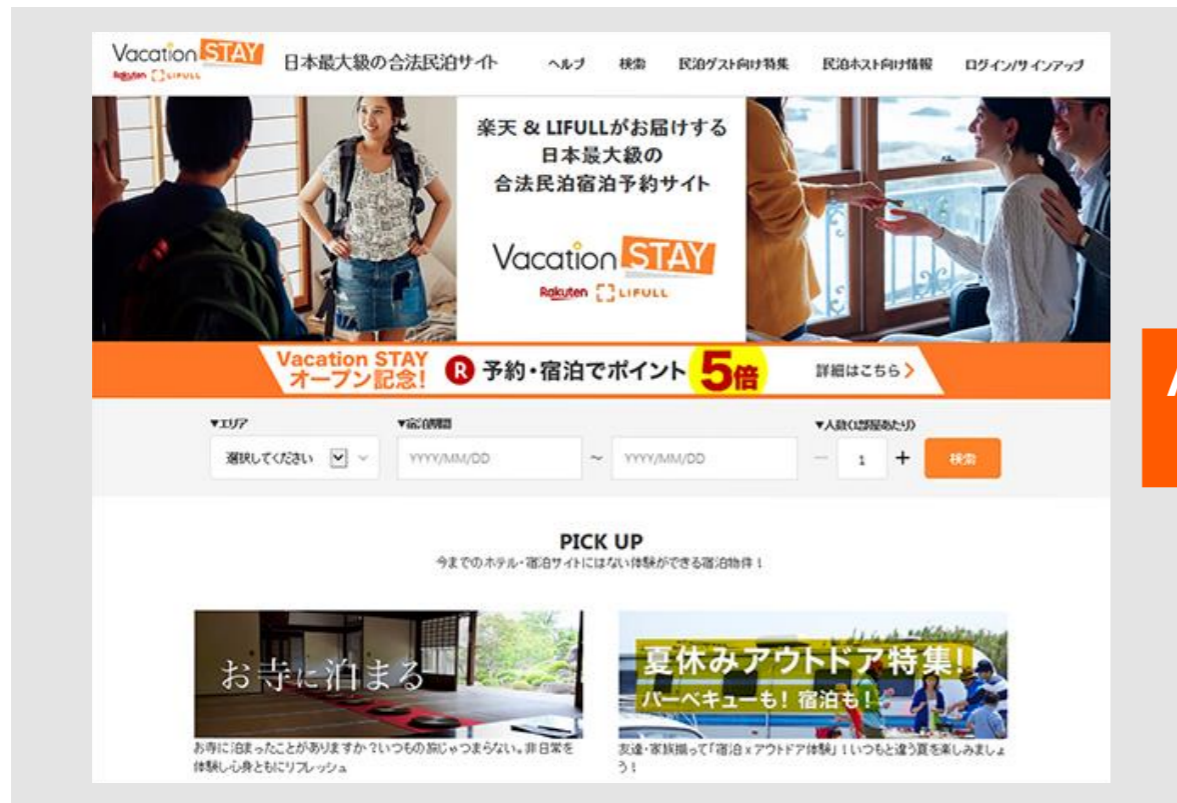 Vacation STAY
Rakuten LIFULL
日本最大級の合法民泊サイト
ヘルプ 検索 民泊ゲスト向け特集 民泊ホスト向け情報 ログイン/サインアップ
楽天 & LIFULLがお届けする
日本最大級の
合法民泊宿泊予約サイト
Vacation STAY
Rakuten LIFULL
Vacation STAY
オープン記念!
R 予約・宿泊でポイント5倍
詳細はこちら>
▼エリア ▼宿泊期間 ▼人数(1部屋あたり)
選択してください YYYY/MM/DD ~ YYYY/MM/DD − 1 + 検索
PICK UP
今までのホテル・宿泊サイトにはない体験ができる宿泊物件!
お寺に泊まる
お寺に泊まったことがありますか?いつもの旅じゃつまらない。非日常を
体験し心身ともにリフレッシュ
夏休みアウトドア特集!
バーベキューも!宿泊も!
友達・家族揃って「宿泊xアウトドア体験」!いつもと違う夏を楽しみましょ
う!